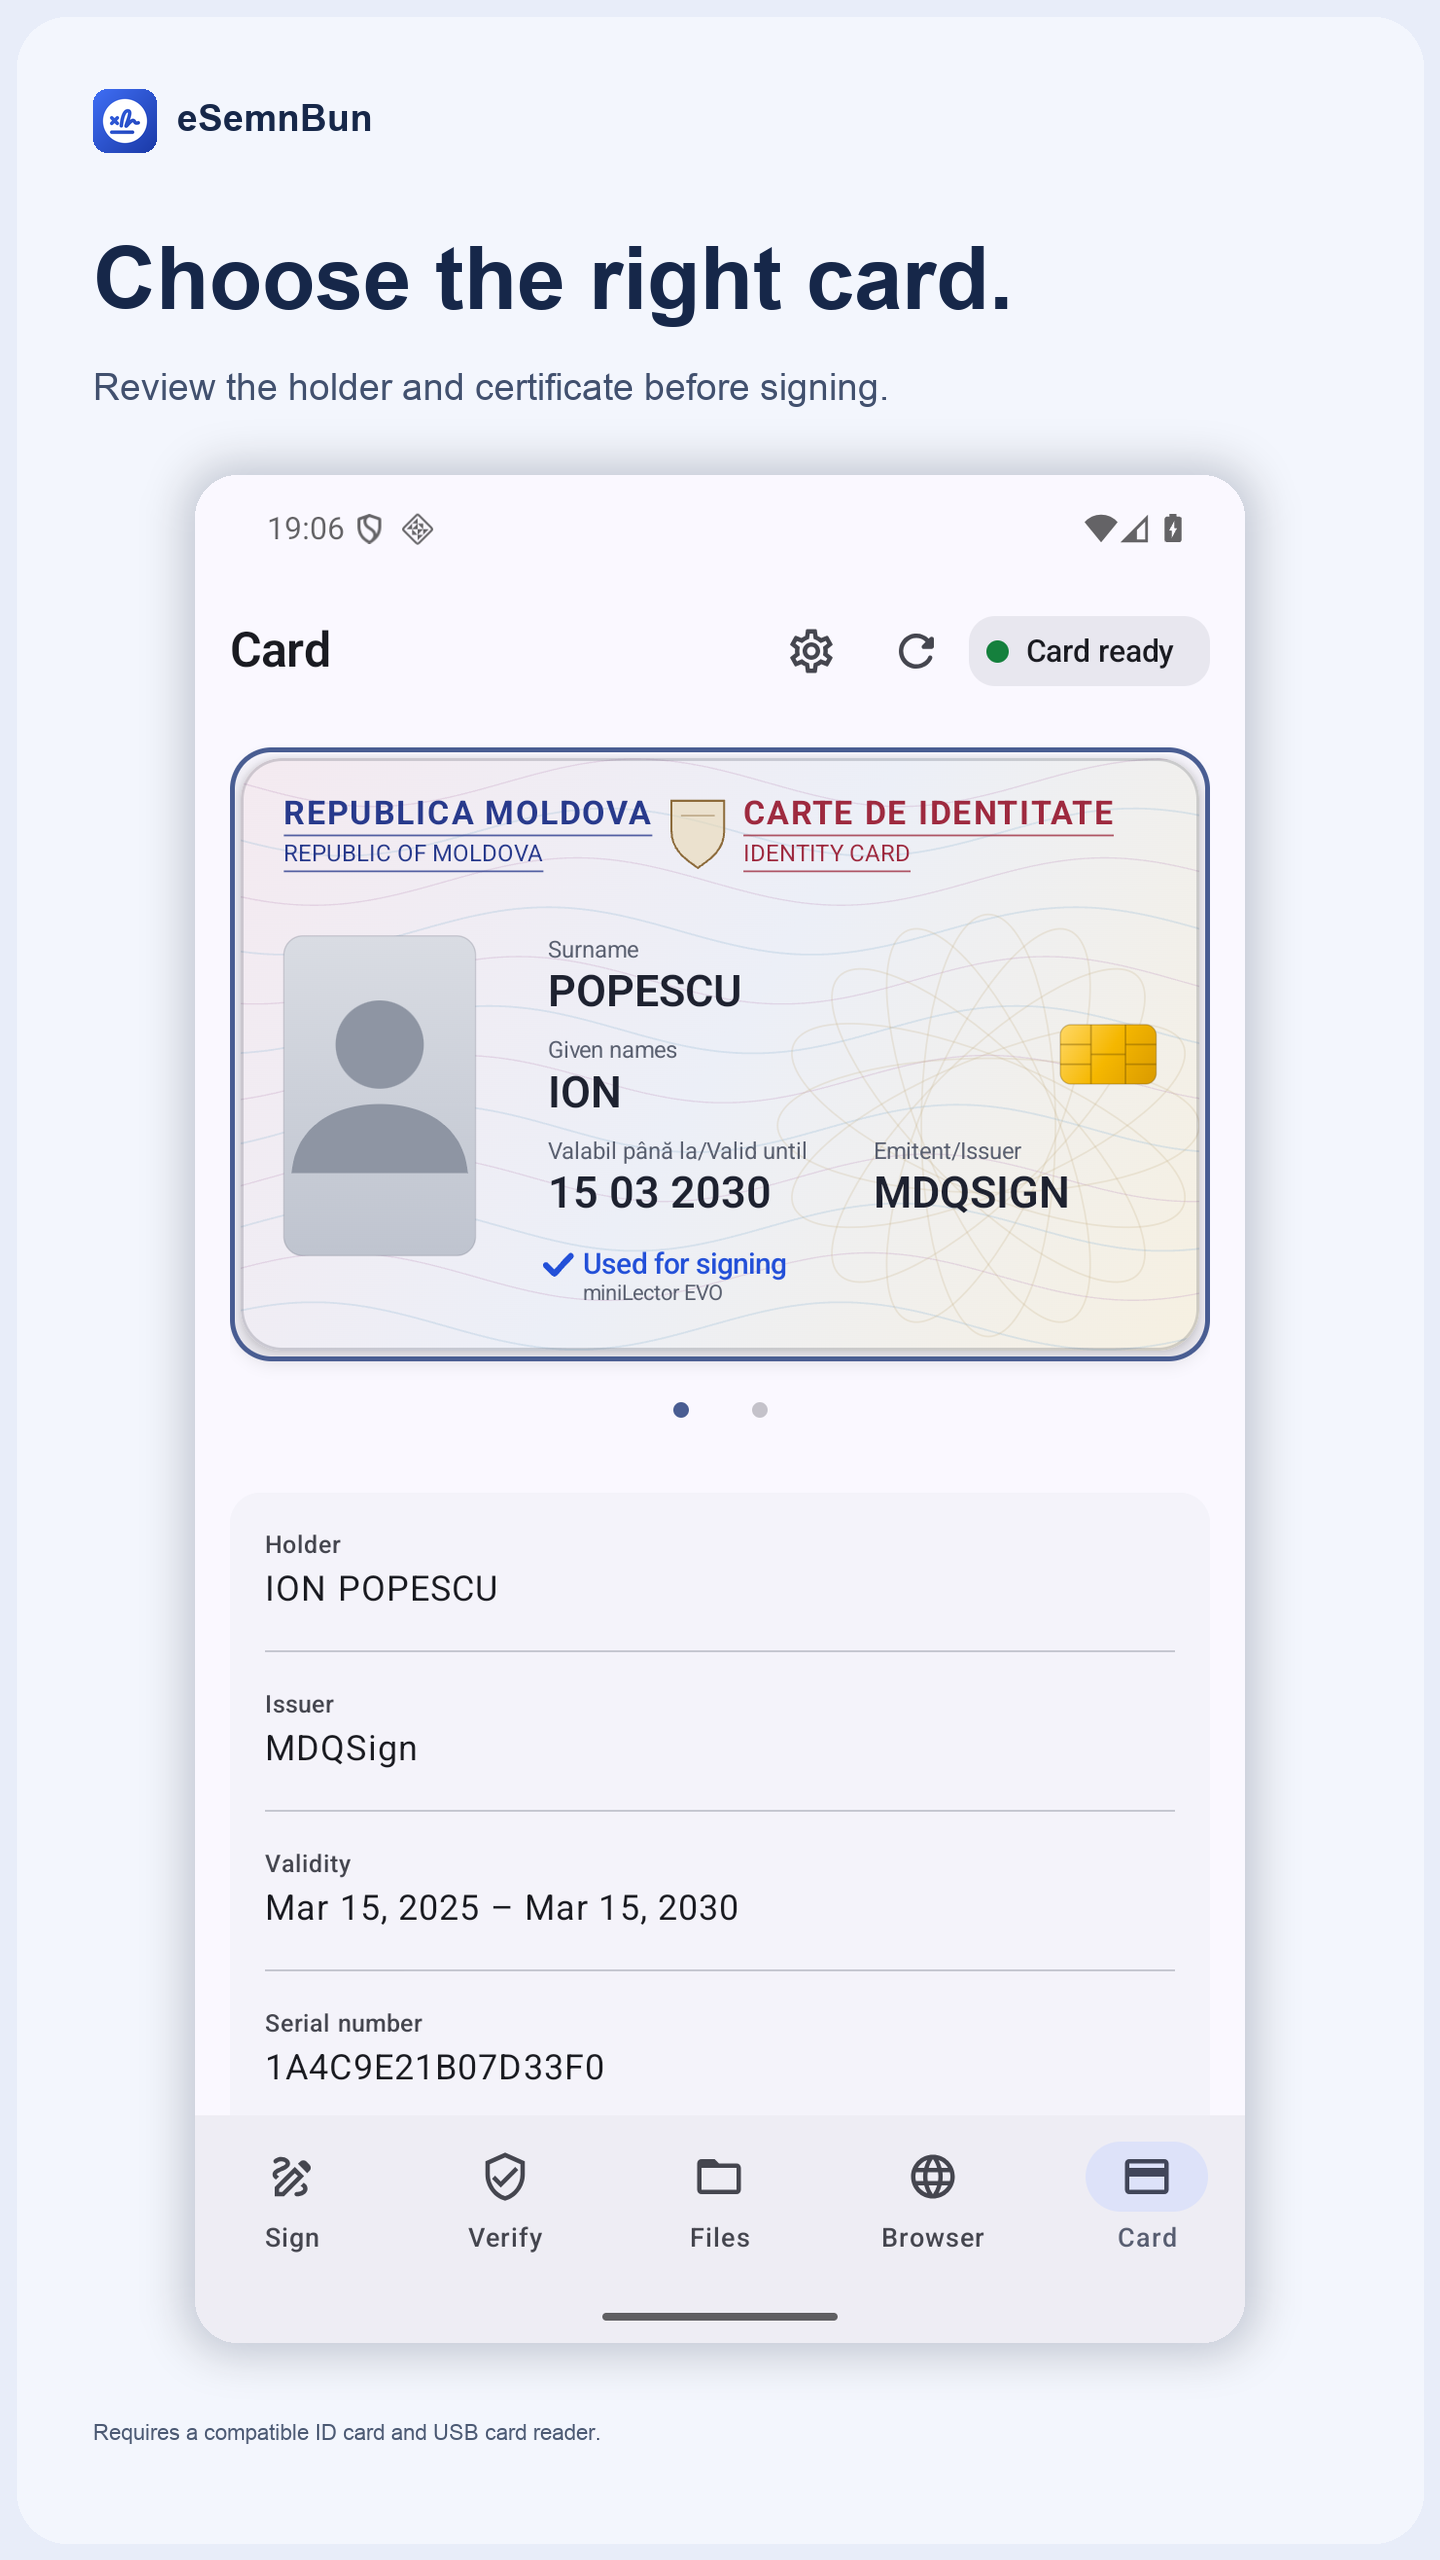 eSemnBun
Choose the right card.
Review the holder and certificate before signing.
19:06
Card
Card ready
REPUBLICA MOLDOVA
REPUBLIC OF MOLDOVA
CARTE DE IDENTITATE
IDENTITY CARD
Surname
POPESCU
Given names
ION
Valabil până la/Valid until
15 03 2030
Emitent/Issuer
MDQSIGN
Used for signing
miniLector EVO
Holder
ION POPESCU
Issuer
MDQSign
Validity
Mar 15, 2025 – Mar 15, 2030
Serial number
1A4C9E21B07D33F0
Sign
Verify
Files
Browser
Card
Requires a compatible ID card and USB card reader.